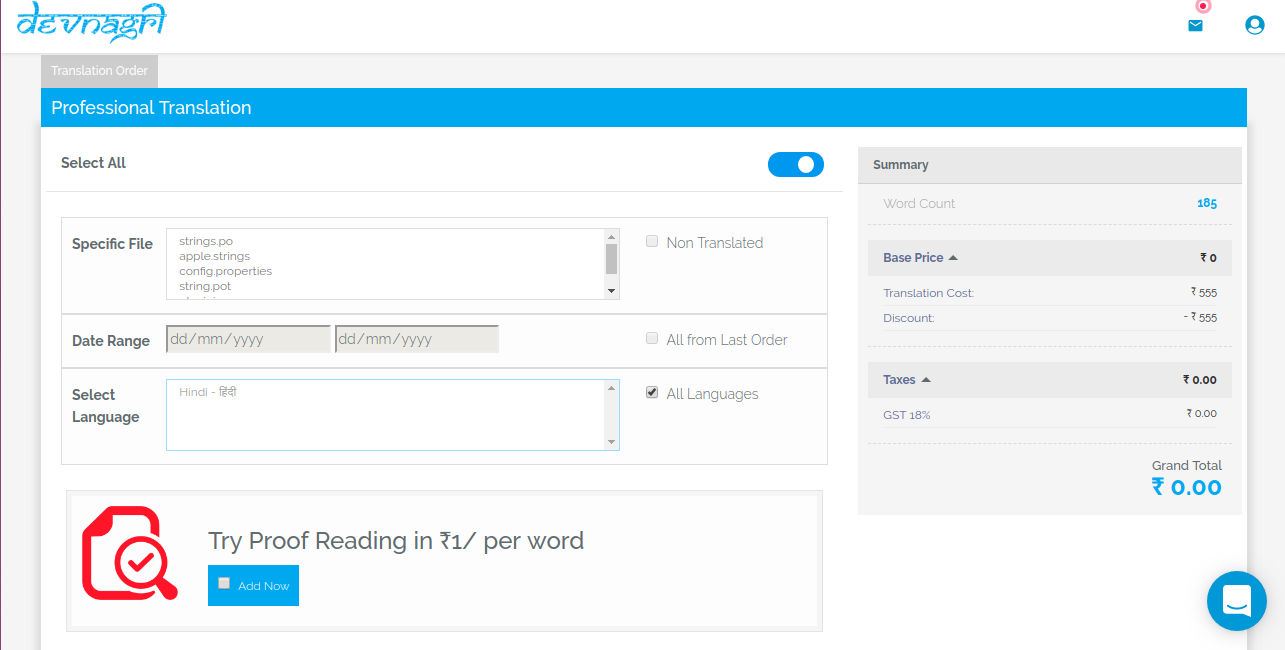 devnagri
Translation Order
Professional Translation
Select All
Specific File
strings.po
apple.strings
config.properties
string.pot
Non Translated
Date Range
dd/mm/yyyy
dd/mm/yyyy
All from Last Order
Select
Language
Hindi - हिंदी
All Languages
Try Proof Reading in ₹1/ per word
Add Now
Summary
Word Count 185
Base Price ₹ 0
Translation Cost: ₹ 555
Discount: - ₹ 555
Taxes ₹ 0.00
GST 18% ₹ 0.00
Grand Total
₹ 0.00